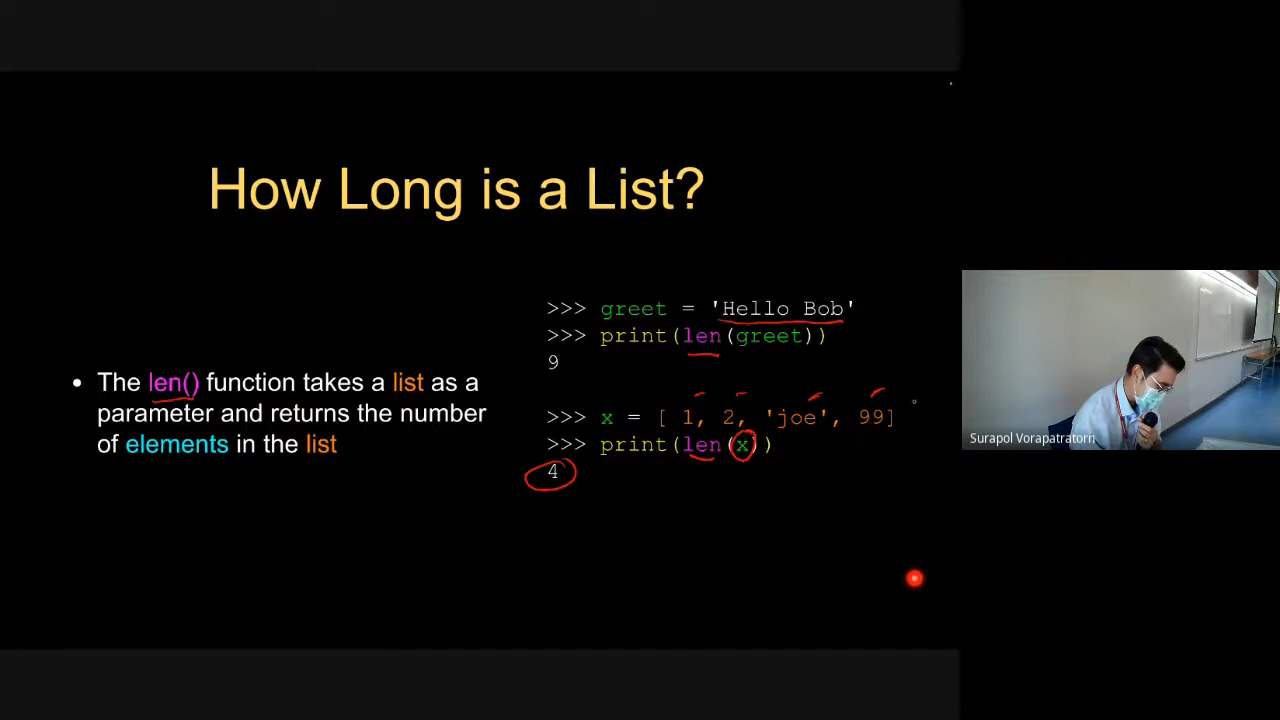 How Long is a List?
• The len() function takes a list as a
parameter and returns the number
of elements in the list
>>> greet = 'Hello Bob'
>>> print(len(greet))
9
>>> x = [ 1, 2, 'joe', 99]
>>> print(len(x))
4
Surapol Vorapatratorn